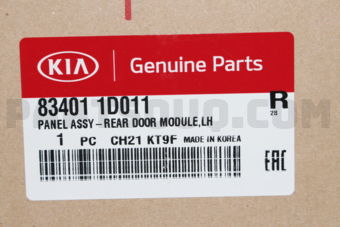 KIA Genuine Parts
83401 1D011 R
PANEL ASSY-REAR DOOR MODULE,LH 2B
1 PC CH21 KT9F MADE IN KOREA
EAC